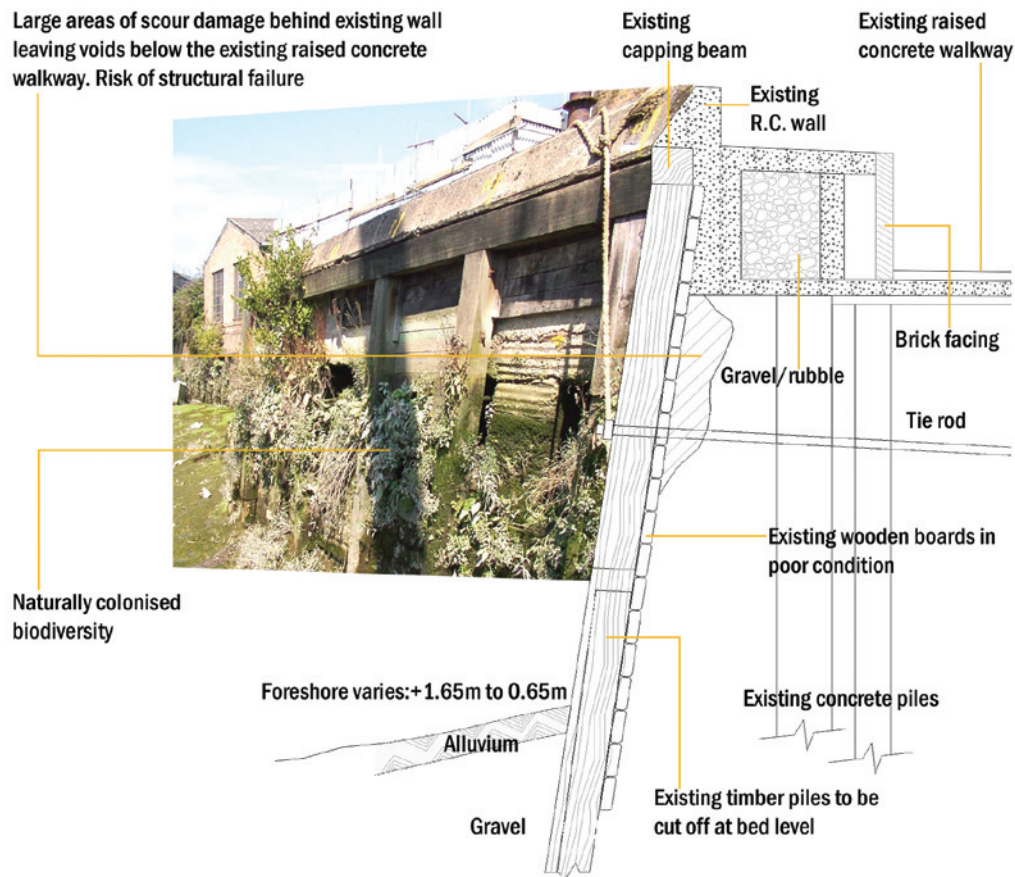 Large areas of scour damage behind existing wall
leaving voids below the existing raised concrete
walkway. Risk of structural failure
Existing
capping beam
Existing raised
concrete walkway
Existing
R.C. wall
Brick facing
Gravel/rubble
Tie rod
Existing wooden boards in
poor condition
Naturally colonised
biodiversity
Foreshore varies:+1.65m to 0.65m
Existing concrete piles
Alluvium
Existing timber piles to be
cut off at bed level
Gravel